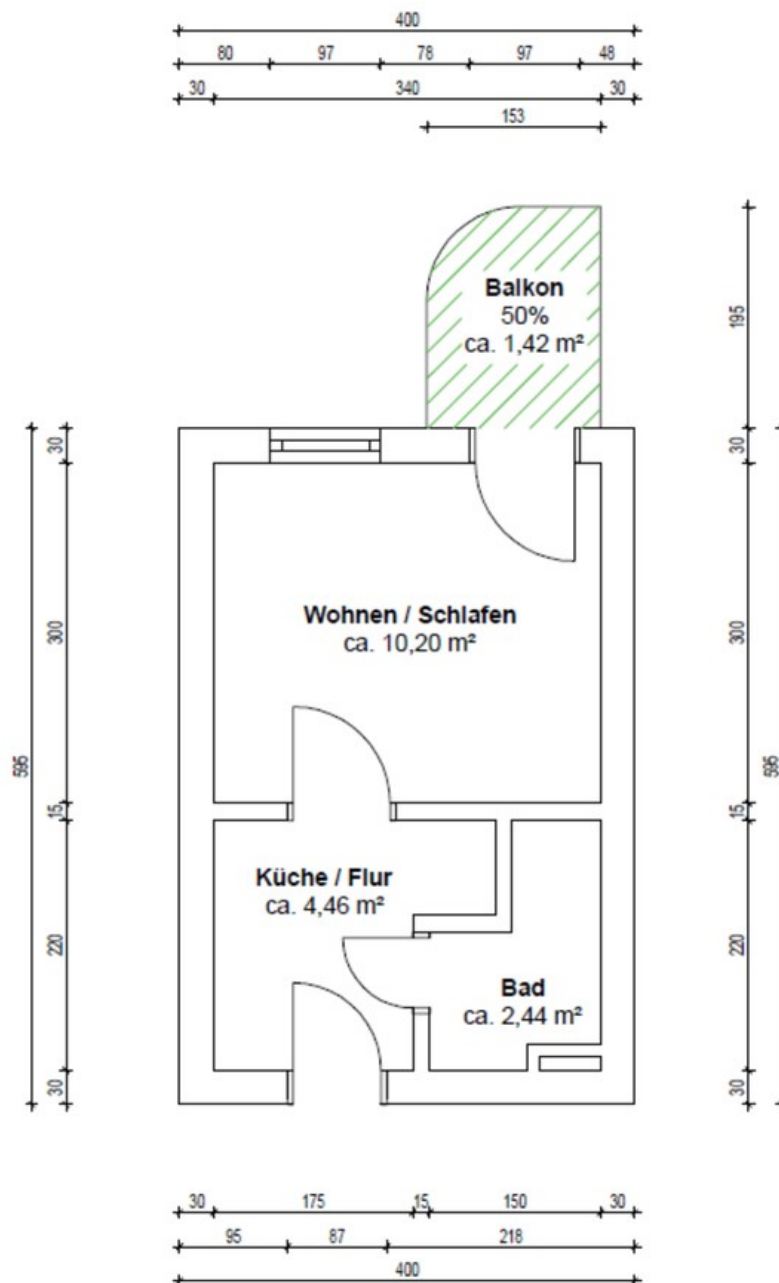 400
80 97 78 97 48
30 340 30
153
Balkon
50%
ca. 1,42 m²
195
30
30
Wohnen / Schlafen
ca. 10,20 m²
300
300
595
595
15
15
Küche / Flur
ca. 4,46 m²
220
220
Bad
ca. 2,44 m²
30
30
30 175 15 150 30
95 87 218
400